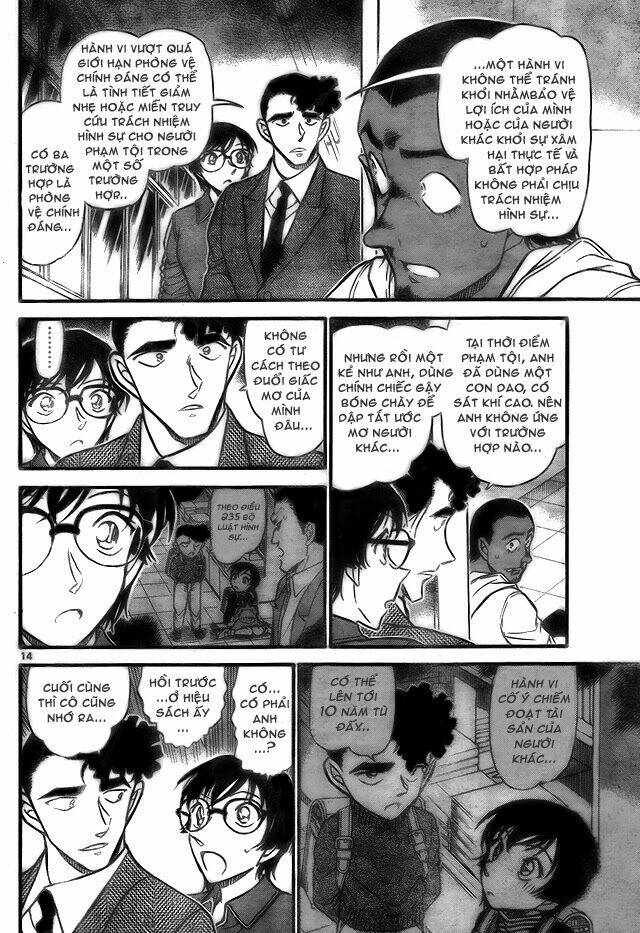 ...MỘT HÀNH VI
KHÔNG THỂ TRÁNH
KHỎI NHẰMBẢO VỆ
LỢI ÍCH CỦA MÌNH
HOẶC CỦA NGƯỜI
KHÁC KHỎI SỰ XÂM
HẠI THỰC TẾ VÀ
BẤT HỢP PHÁP
KHÔNG PHẢI CHỊU
TRÁCH NHIỆM
HÌNH SỰ...
HÀNH VI VƯỢT QUÁ
GIỚI HẠN PHÒNG VỆ
CHÍNH ĐÁNG CÓ THỂ
LÀ TÌNH TIẾT GIẢM
NHẸ HOẶC MIẾN TRUY
CỨU TRÁCH NHIỆM
HÌNH SỰ CHO NGƯỜI
PHẠM TỘI TRONG
MỘT SỐ
TRƯỜNG
HỢP..
CÓ BA
TRƯỜNG
HỢP LÀ
PHÒNG
VỆ CHÍNH
ĐÁNG...
TẠI THỜI ĐIỂM
PHẠM TỘI, ANH
ĐÃ DÙNG MỘT
CON DAO, CÓ
SÁT KHÍ CAO. NÊN
ANH KHÔNG ỨNG
VỚI TRƯỜNG
HỢP NÀO...
NHƯNG RỒI MỘT
KẺ NHƯ ANH, DÙNG
CHÍNH CHIẾC GẬY
BÓNG CHÀY ĐỂ
DẬP TẮT ƯỚC
MƠ NGƯỜI
KHÁC...
KHÔNG
CÓ TƯ
CÁCH THEO
ĐUỔI GIẤC
MƠ CỦA
MÌNH
ĐÂU...
........
THEO ĐIỀU
235 BỘ
LUẬT HÌNH
SỰ...
14
HÀNH VI
CỐ Ý CHIẾM
ĐOẠT TÀI
SẢN CỦA
NGƯỜI
KHÁC...
CÓ THỂ
LÊN TỚI
10 NĂM TÙ
ĐẤY...
CÓ...
CÓ PHẢI
ANH
KHÔNG
...?
HỒI TRƯỚC
...Ơ HIỆU
SÁCH ẤY
...
CUỐI CÙNG
THÌ CÔ CŨNG
NHỚ RA...